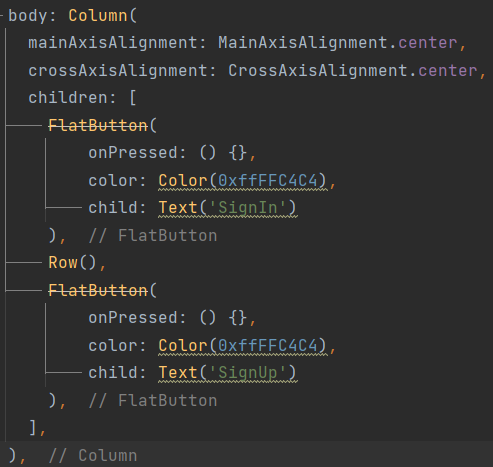 body: Column(
mainAxisAlignment: MainAxisAlignment.center,
crossAxisAlignment: CrossAxisAlignment.center,
children: [
FlatButton(
onPressed: () {},
color: Color(0xffFFC4C4),
child: Text('SignIn')
), // FlatButton
Row(),
FlatButton(
onPressed: () {},
color: Color(0xffFFC4C4),
child: Text('SignUp')
), // FlatButton
],
), // Column